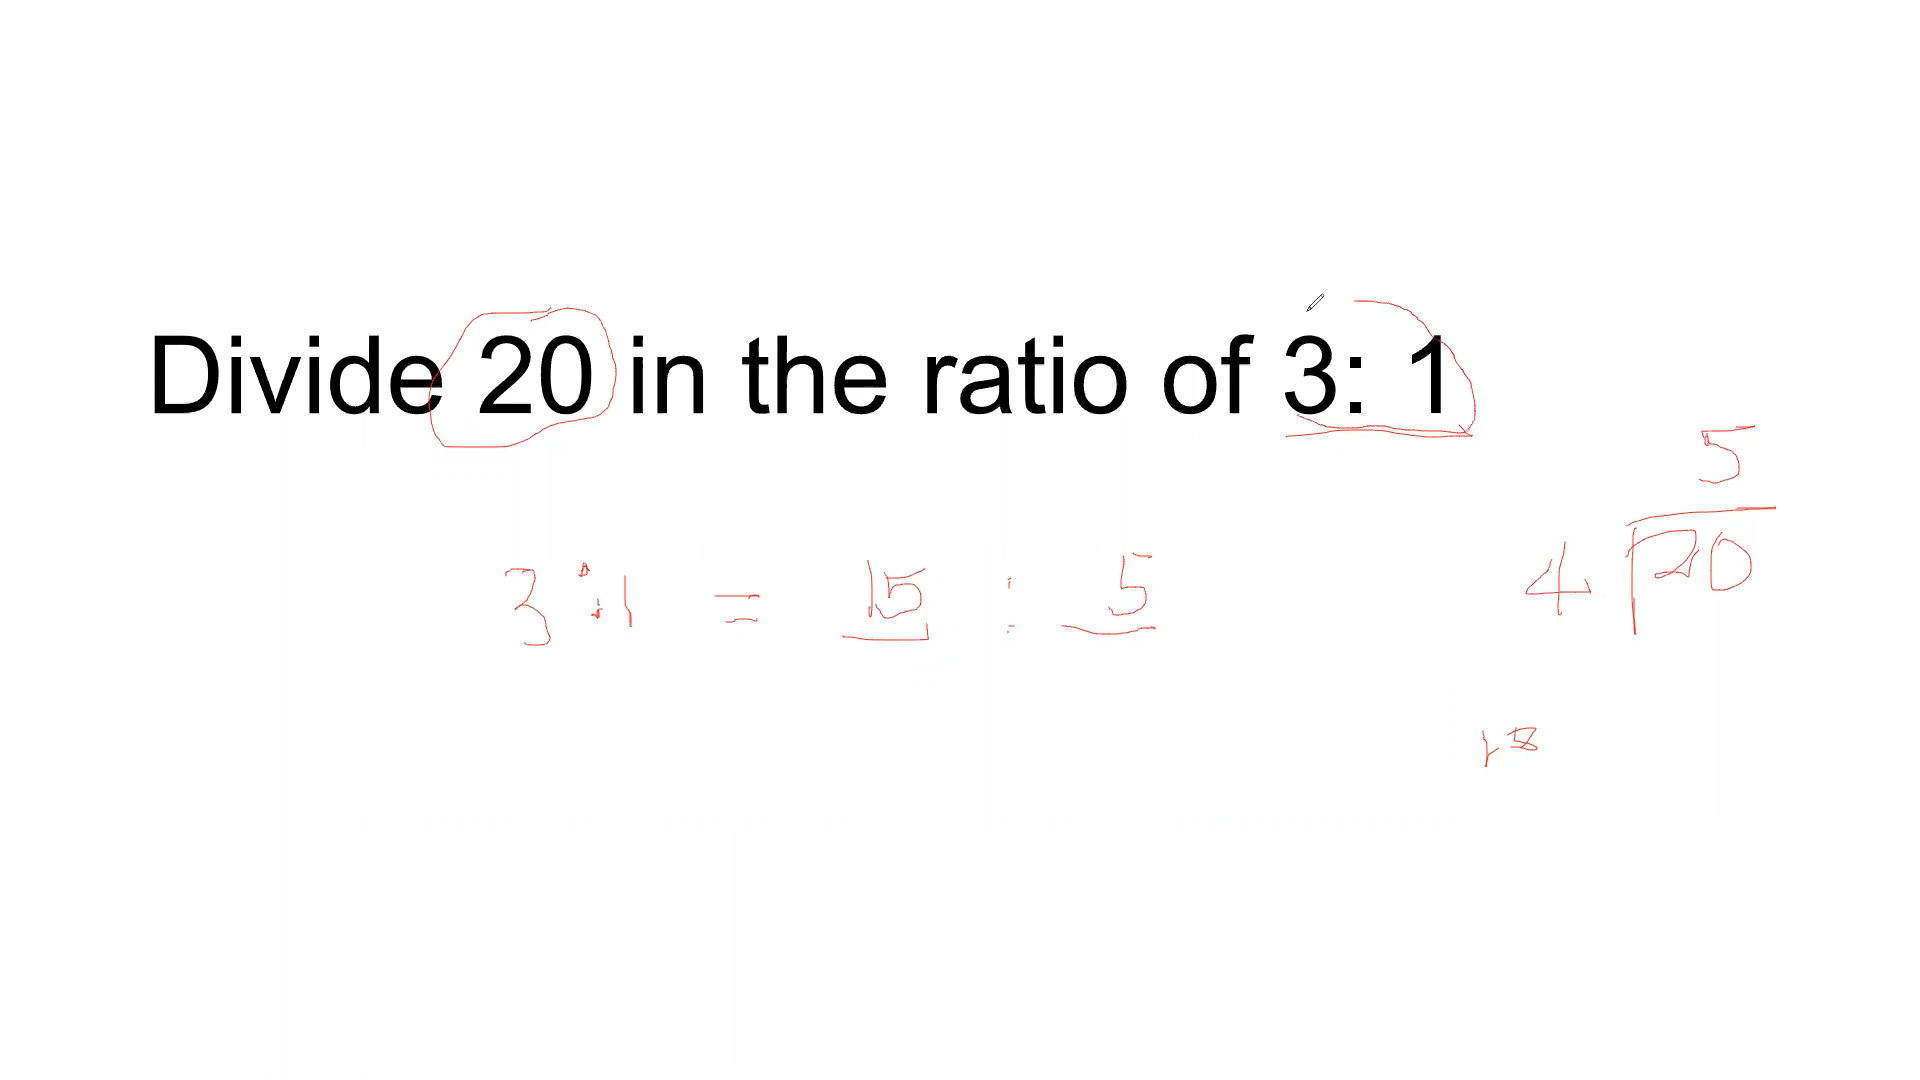 Divide 20 in the ratio of 3: 1
5
3 : 1 = 15 : 5
4 20